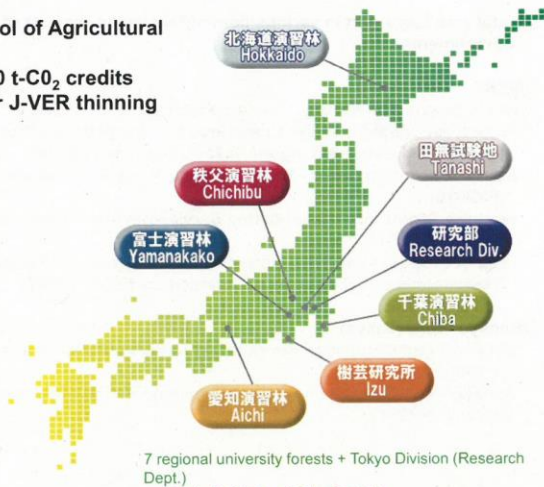 ol of Agricultural
0 t-C0₂ credits
r J-VER thinning
北海道演習林
Hokkaido
田無試験地
Tanashi
秩父演習林
Chichibu
富士演習林
Yamanakako
研究部
Research Div.
千葉演習林
Chiba
樹芸研究所
Izu
愛知演習林
Aichi
7 regional university forests + Tokyo Division (Research
Dept.)